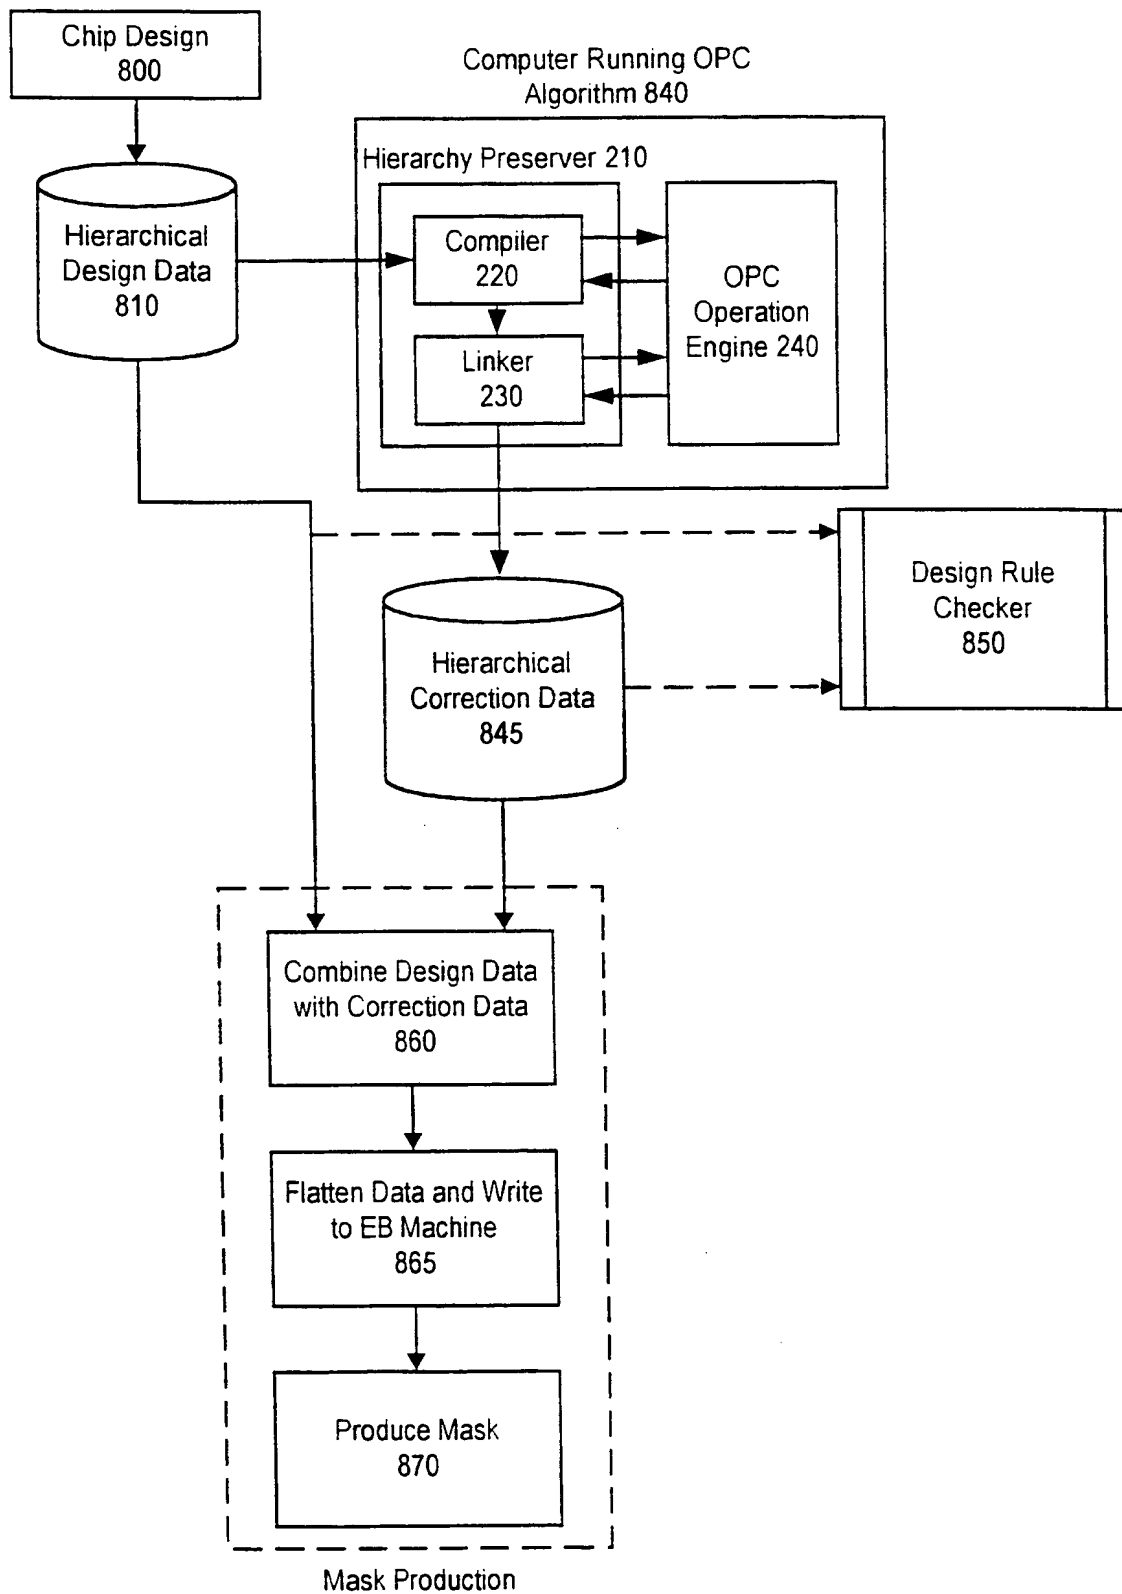 Chip Design
800
Computer Running OPC
Algorithm 840
Hierarchy Preserver 210
Hierarchical
Design Data
810
Compiler
220
OPC
Operation
Engine 240
Linker
230
Design Rule
Checker
850
Hierarchical
Correction Data
845
Combine Design Data
with Correction Data
860
Flatten Data and Write
to EB Machine
865
Produce Mask
870
Mask Production